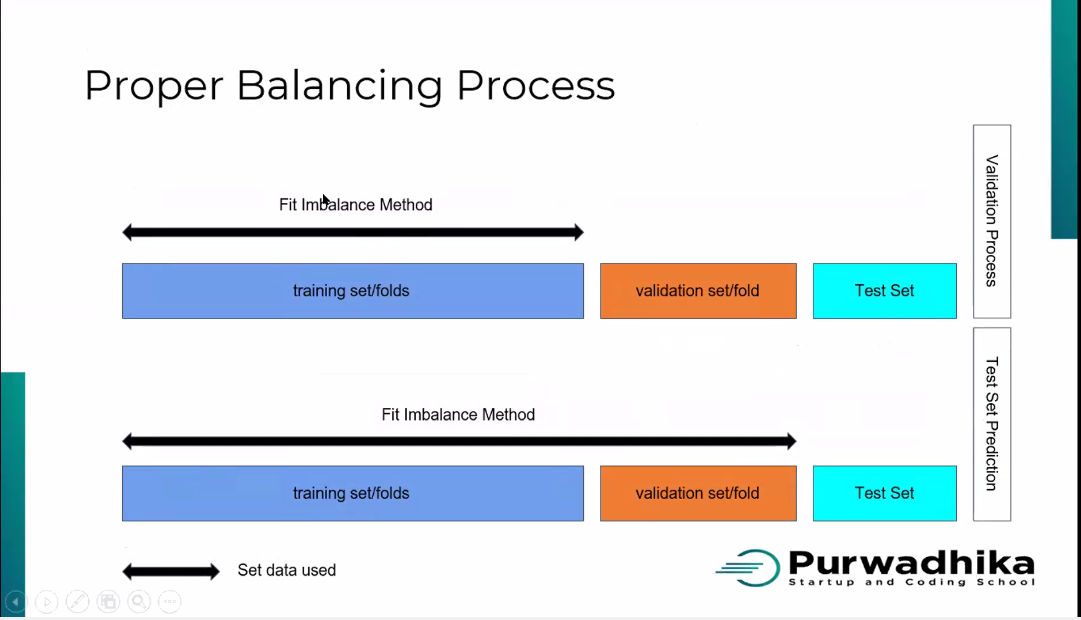 Proper Balancing Process
Fit Imbalance Method
training set/folds
validation set/fold
Test Set
Validation Process
Fit Imbalance Method
training set/folds
validation set/fold
Test Set
Test Set Prediction
Set data used
Purwadhika
Startup and Coding School